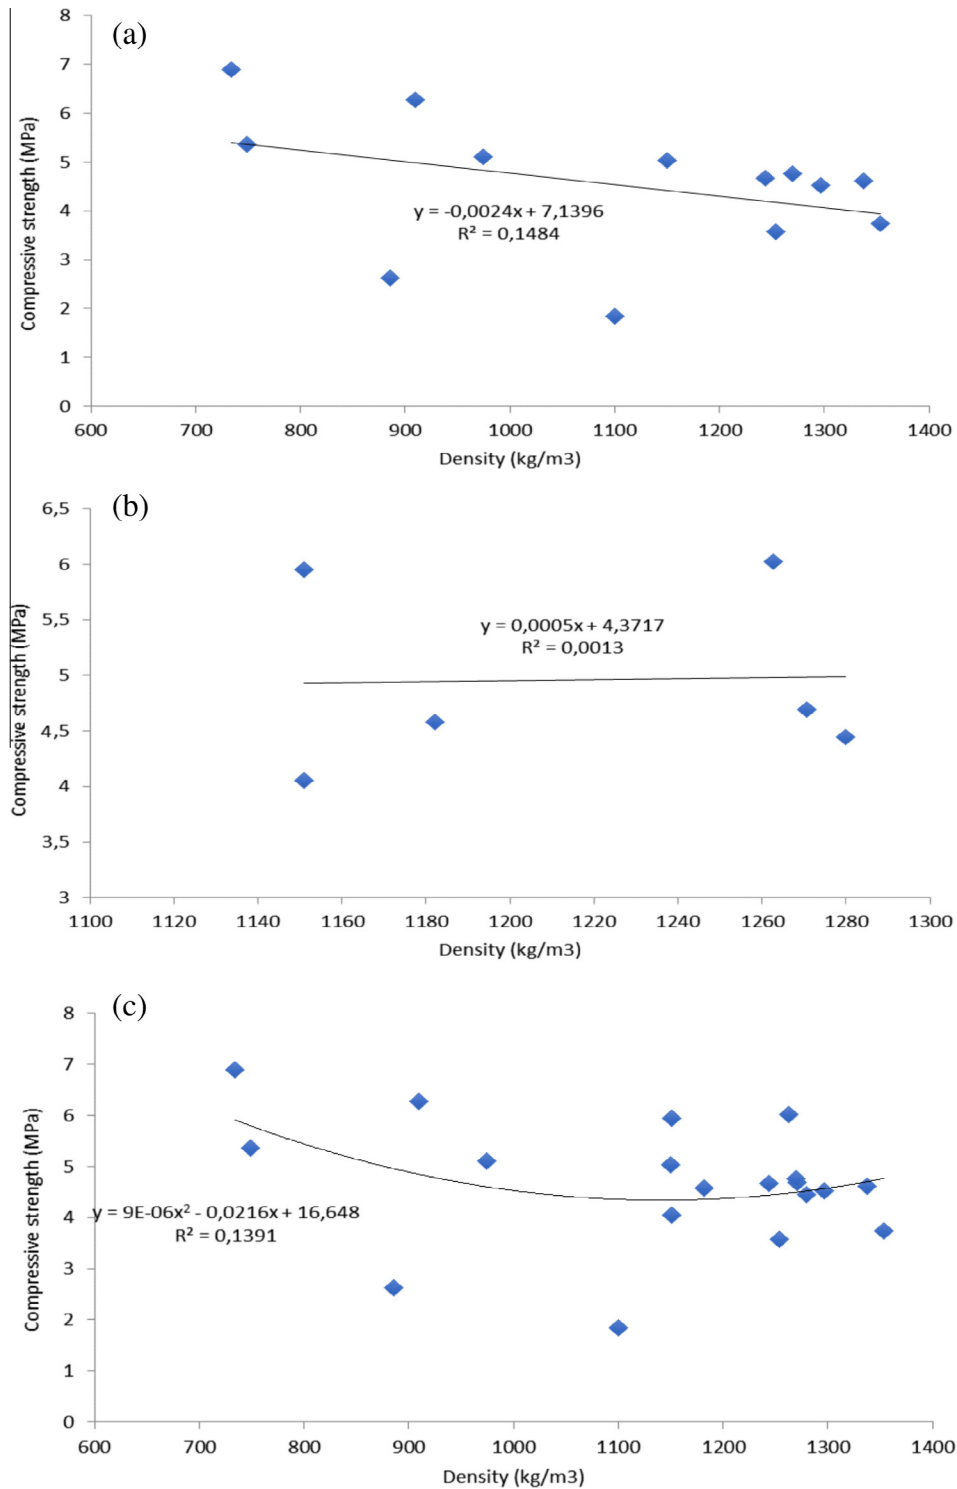 (a)
8
7
6
5
4
3
2
1
0
Compressive strength (MPa)
y = -0,0024x + 7,1396
R² = 0,1484
600 700 800 900 1000 1100 1200 1300 1400
Density (kg/m3)
(b)
6,5
6
5,5
5
4,5
4
3,5
3
Compressive strength (MPa)
y = 0,0005x + 4,3717
R² = 0,0013
1100 1120 1140 1160 1180 1200 1220 1240 1260 1280 1300
Density (kg/m3)
(c)
8
7
6
5
4
3
2
1
0
Compressive strength (MPa)
y = 9E-06x² - 0,0216x + 16,648
R² = 0,1391
600 700 800 900 1000 1100 1200 1300 1400
Density (kg/m3)